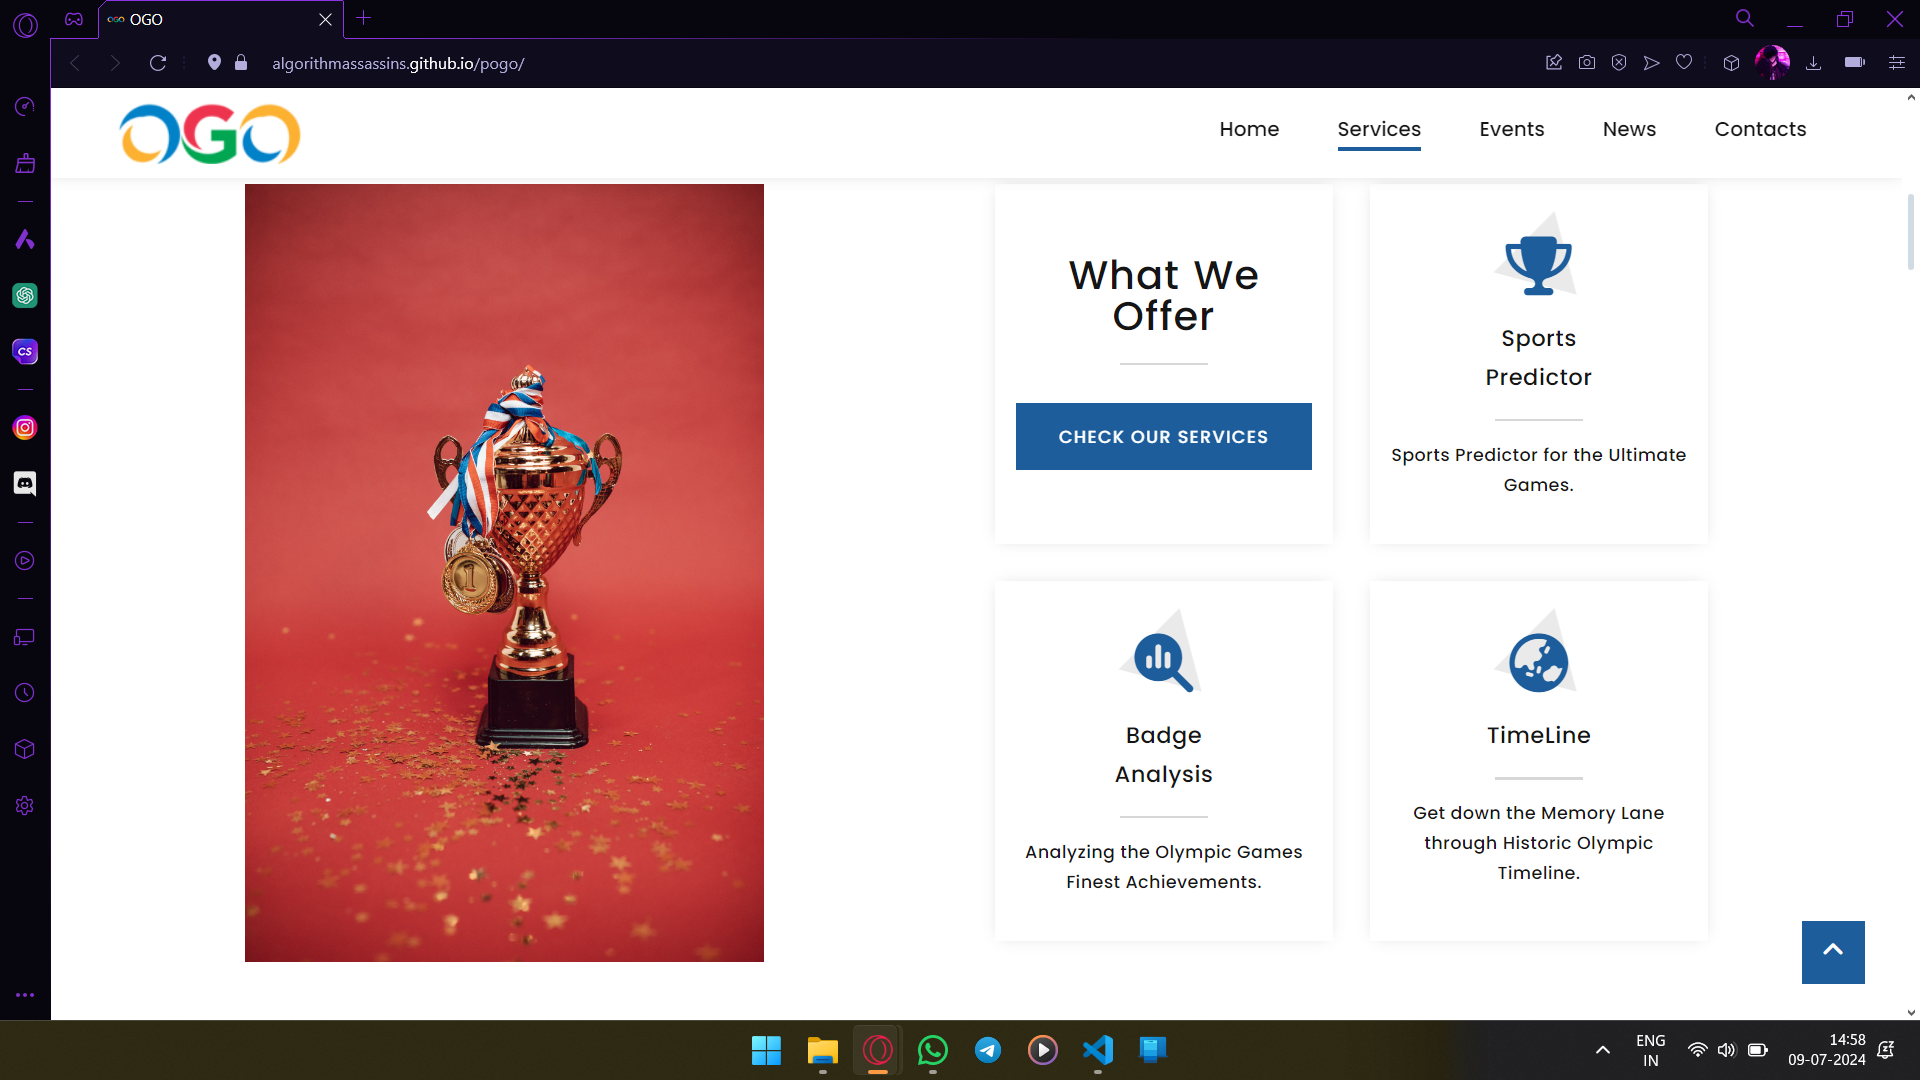 OGO
algorithmassassins.github.io/pogo/
OGO
Home
Services
Events
News
Contacts
What We
Offer
CHECK OUR SERVICES
Sports
Predictor
Sports Predictor for the Ultimate
Games.
1
Badge
Analysis
Analyzing the Olympic Games
Finest Achievements.
TimeLine
Get down the Memory Lane
through Historic Olympic
Timeline.
CS
ENG
IN
14:58
09-07-2024